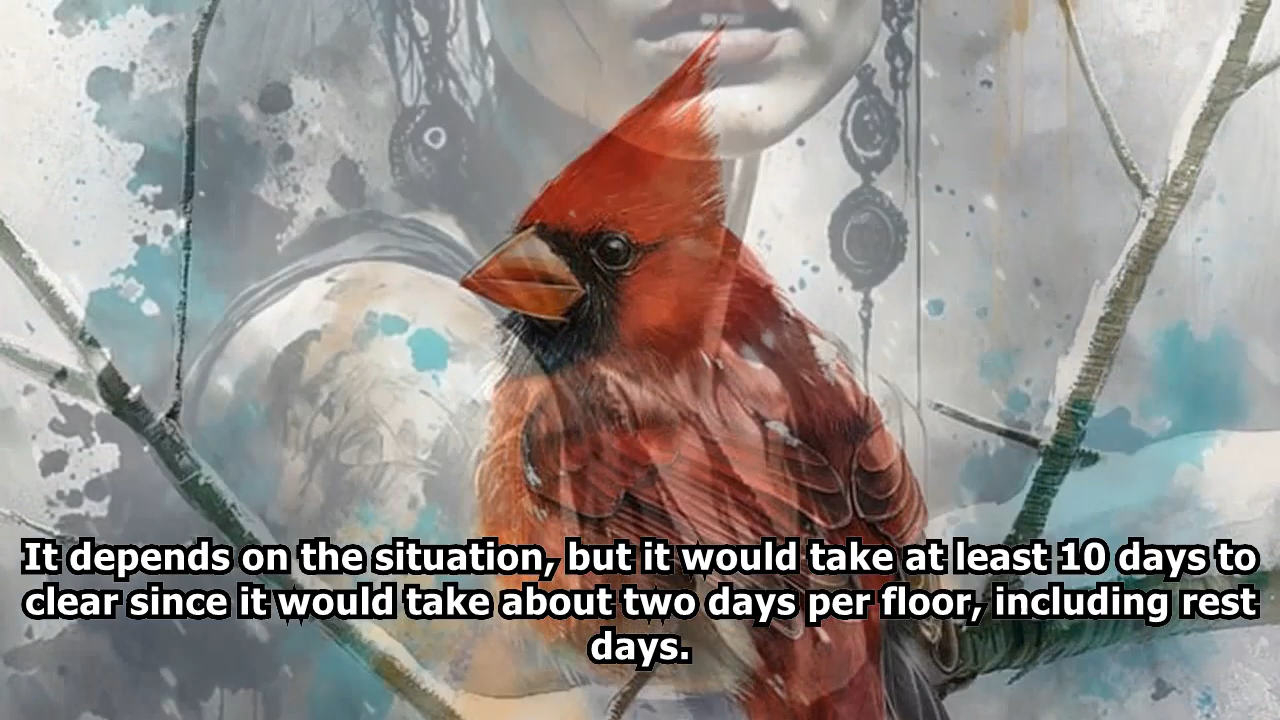 It depends on the situation, but it would take at least 10 days to
clear since it would take about two days per floor, including rest
days.